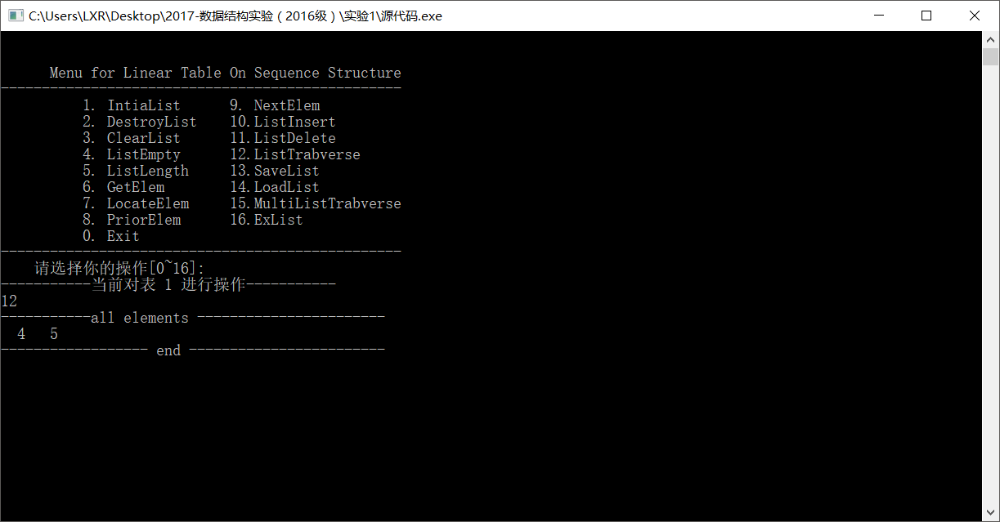 C:\Users\LXR\Desktop\2017-数据结构实验（2016级）\实验1\源代码.exe
Menu for Linear Table On Sequence Structure
-------------------------------------------------
1. IntiaList 9. NextElem
2. DestroyList 10.ListInsert
3. ClearList 11.ListDelete
4. ListEmpty 12.ListTrabverse
5. ListLength 13.SaveList
6. GetElem 14.LoadList
7. LocateElem 15.MultiListTrabverse
8. PriorElem 16.ExList
0. Exit
-------------------------------------------------
请选择你的操作[0~16]:
-----------当前对表 1 进行操作-----------
12
-----------all elements -----------------------
4 5
------------------ end ------------------------